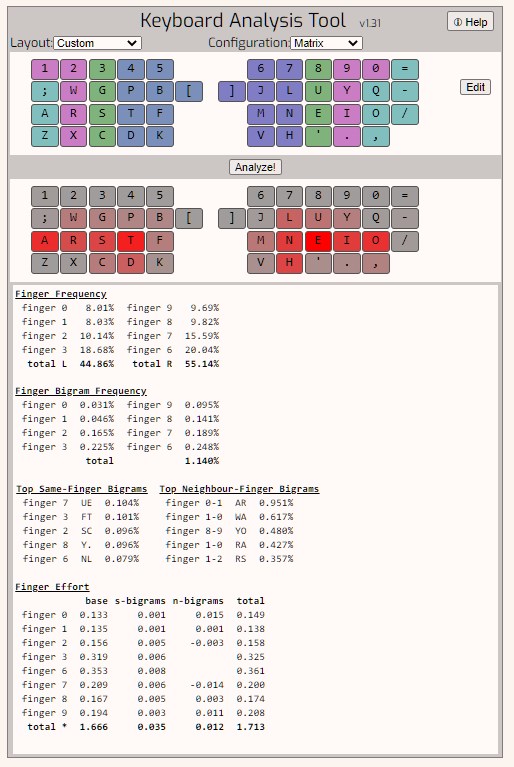 Keyboard Analysis Tool v1.31
Help
Layout: Custom Configuration: Matrix
1 2 3 4 5 6 7 8 9 0 =
; W G P B [ ] J L U Y Q -
Edit
A R S T F M N E I O /
Z X C D K V H ' . ,
Analyze!
1 2 3 4 5 6 7 8 9 0 =
; W G P B [ ] J L U Y Q -
A R S T F M N E I O /
Z X C D K V H ' . ,
Finger Frequency
finger 0 8.01% finger 9 9.69%
finger 1 8.03% finger 8 9.82%
finger 2 10.14% finger 7 15.59%
finger 3 18.68% finger 6 20.04%
total L 44.86% total R 55.14%
Finger Bigram Frequency
finger 0 0.031% finger 9 0.095%
finger 1 0.046% finger 8 0.141%
finger 2 0.165% finger 7 0.189%
finger 3 0.225% finger 6 0.248%
total 1.140%
Top Same-Finger Bigrams Top Neighbour-Finger Bigrams
finger 7 UE 0.104% finger 0-1 AR 0.951%
finger 3 FT 0.101% finger 1-0 WA 0.617%
finger 2 SC 0.096% finger 8-9 YO 0.480%
finger 8 Y. 0.096% finger 1-0 RA 0.427%
finger 6 NL 0.079% finger 1-2 RS 0.357%
Finger Effort
base s-bigrams n-bigrams total
finger 0 0.133 0.001 0.015 0.149
finger 1 0.135 0.001 0.001 0.138
finger 2 0.156 0.005 -0.003 0.158
finger 3 0.319 0.006 0.325
finger 6 0.353 0.008 0.361
finger 7 0.209 0.006 -0.014 0.200
finger 8 0.167 0.005 0.003 0.174
finger 9 0.194 0.003 0.011 0.208
total * 1.666 0.035 0.012 1.713